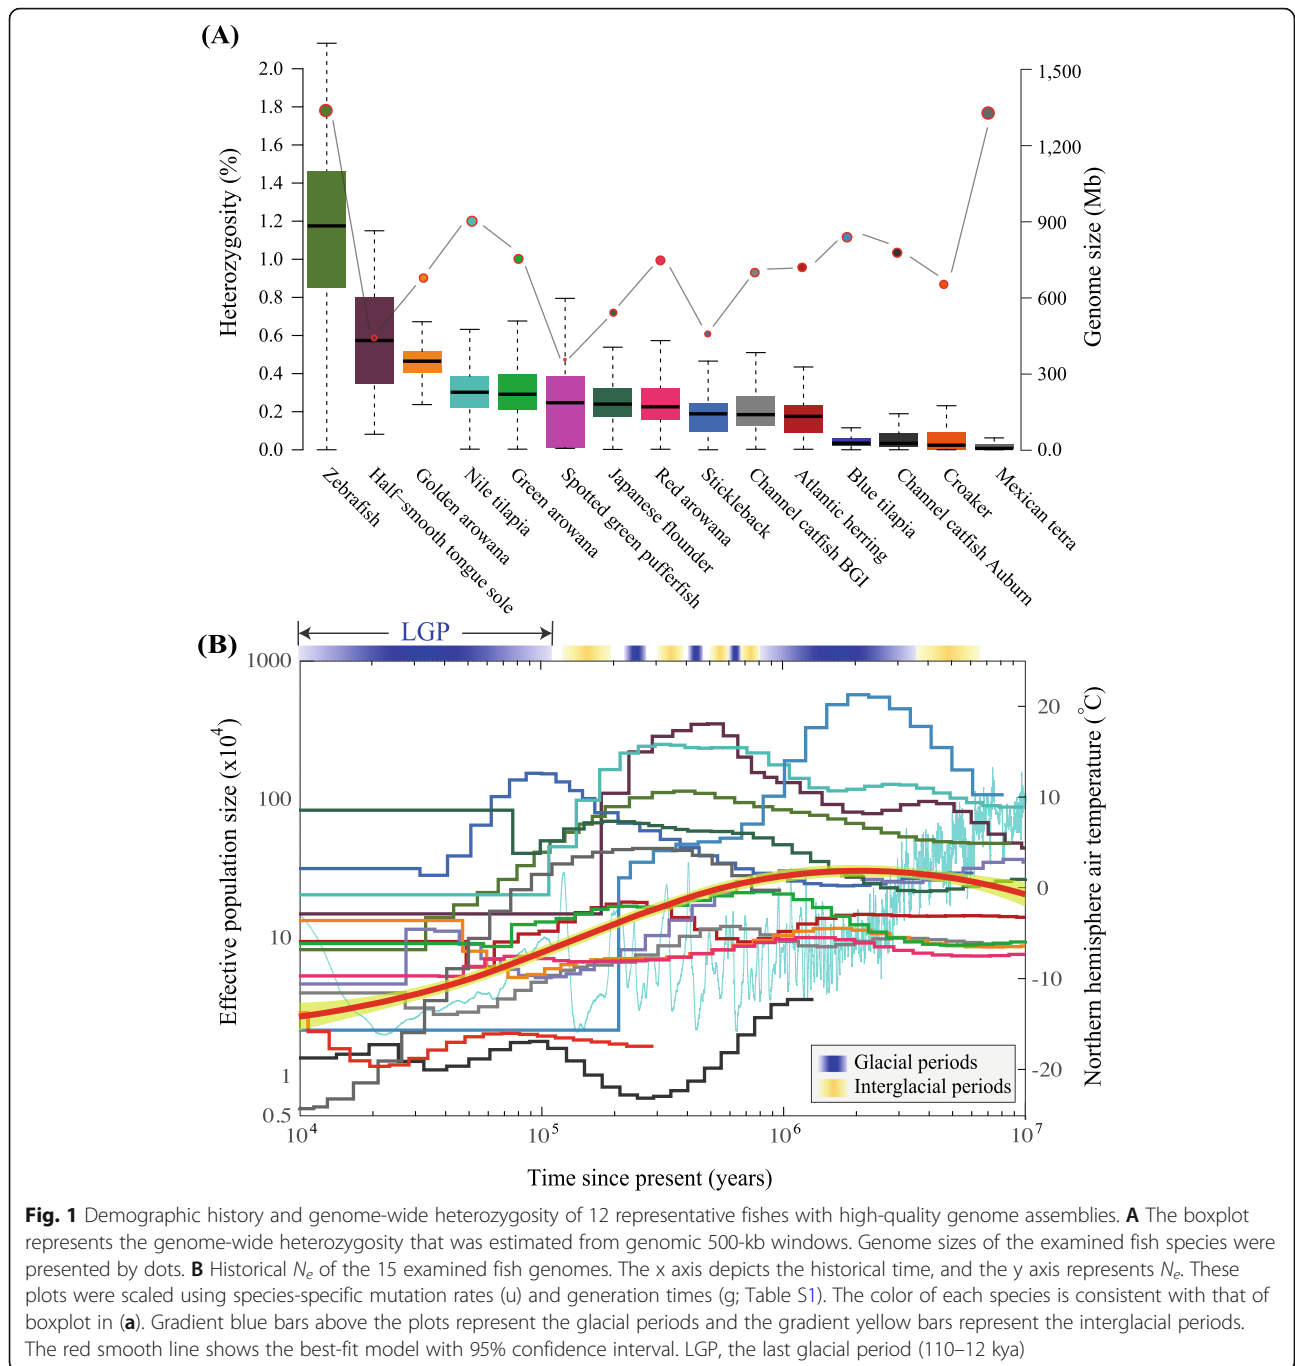 (A)
Heterozygosity (%)
2.0
1.8
1.6
1.4
1.2
1.0
0.8
0.6
0.4
0.2
0.0
1,500
1,200
900
600
300
0.0
Genome size (Mb)
Zebrafish
Half-smooth tongue sole
Golden arowana
Nile tilapia
Green arowana
Spotted green pufferfish
Japanese flounder
Red arowana
Stickleback
Channel catfish BGI
Atlantic herring
Blue tilapia
Channel catfish Auburn
Croaker
Mexican tetra
(B)
LGP
Effective population size (x10⁴)
1000
100
10
1
0.5
20
10
0
-10
-20
Northern hemisphere air temperature (°C)
Glacial periods
Interglacial periods
10⁴
10⁵
10⁶
10⁷
Time since present (years)
Fig. 1 Demographic history and genome-wide heterozygosity of 12 representative fishes with high-quality genome assemblies. A The boxplot
represents the genome-wide heterozygosity that was estimated from genomic 500-kb windows. Genome sizes of the examined fish species were
presented by dots. B Historical Nₑ of the 15 examined fish genomes. The x axis depicts the historical time, and the y axis represents Nₑ. These
plots were scaled using species-specific mutation rates (u) and generation times (g; Table S1). The color of each species is consistent with that of
boxplot in (a). Gradient blue bars above the plots represent the glacial periods and the gradient yellow bars represent the interglacial periods.
The red smooth line shows the best-fit model with 95% confidence interval. LGP, the last glacial period (110–12 kya)